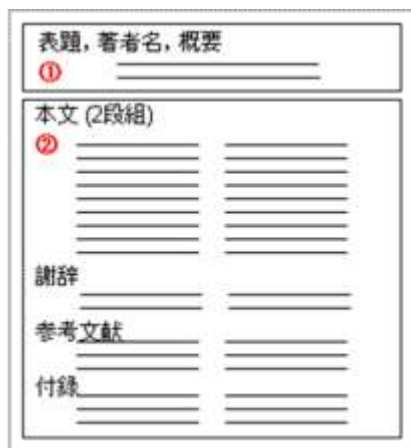 表題，著者名，概要
①
本文 (2段組)
②
謝辞
参考文献
付録